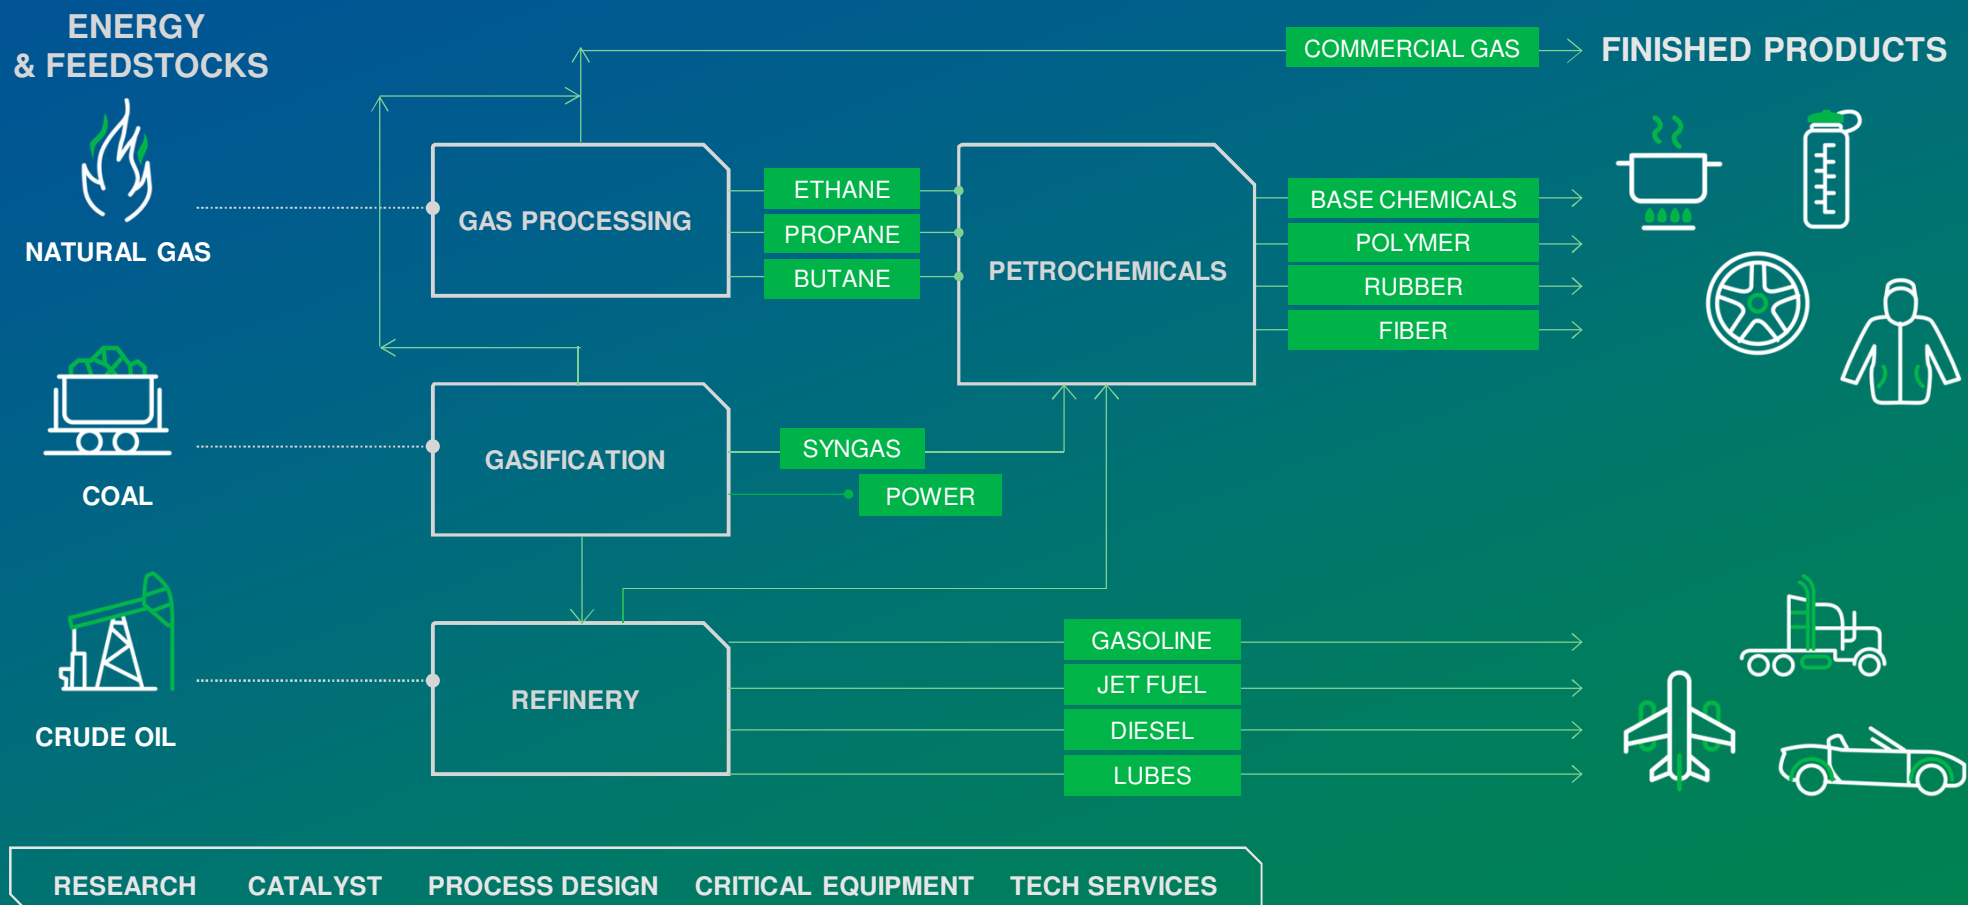 ENERGY
& FEEDSTOCKS
COMMERCIAL GAS
FINISHED PRODUCTS
NATURAL GAS
GAS PROCESSING
ETHANE
PROPANE
BUTANE
PETROCHEMICALS
BASE CHEMICALS
POLYMER
RUBBER
FIBER
COAL
GASIFICATION
SYNGAS
POWER
CRUDE OIL
REFINERY
GASOLINE
JET FUEL
DIESEL
LUBES
RESEARCH CATALYST PROCESS DESIGN CRITICAL EQUIPMENT TECH SERVICES